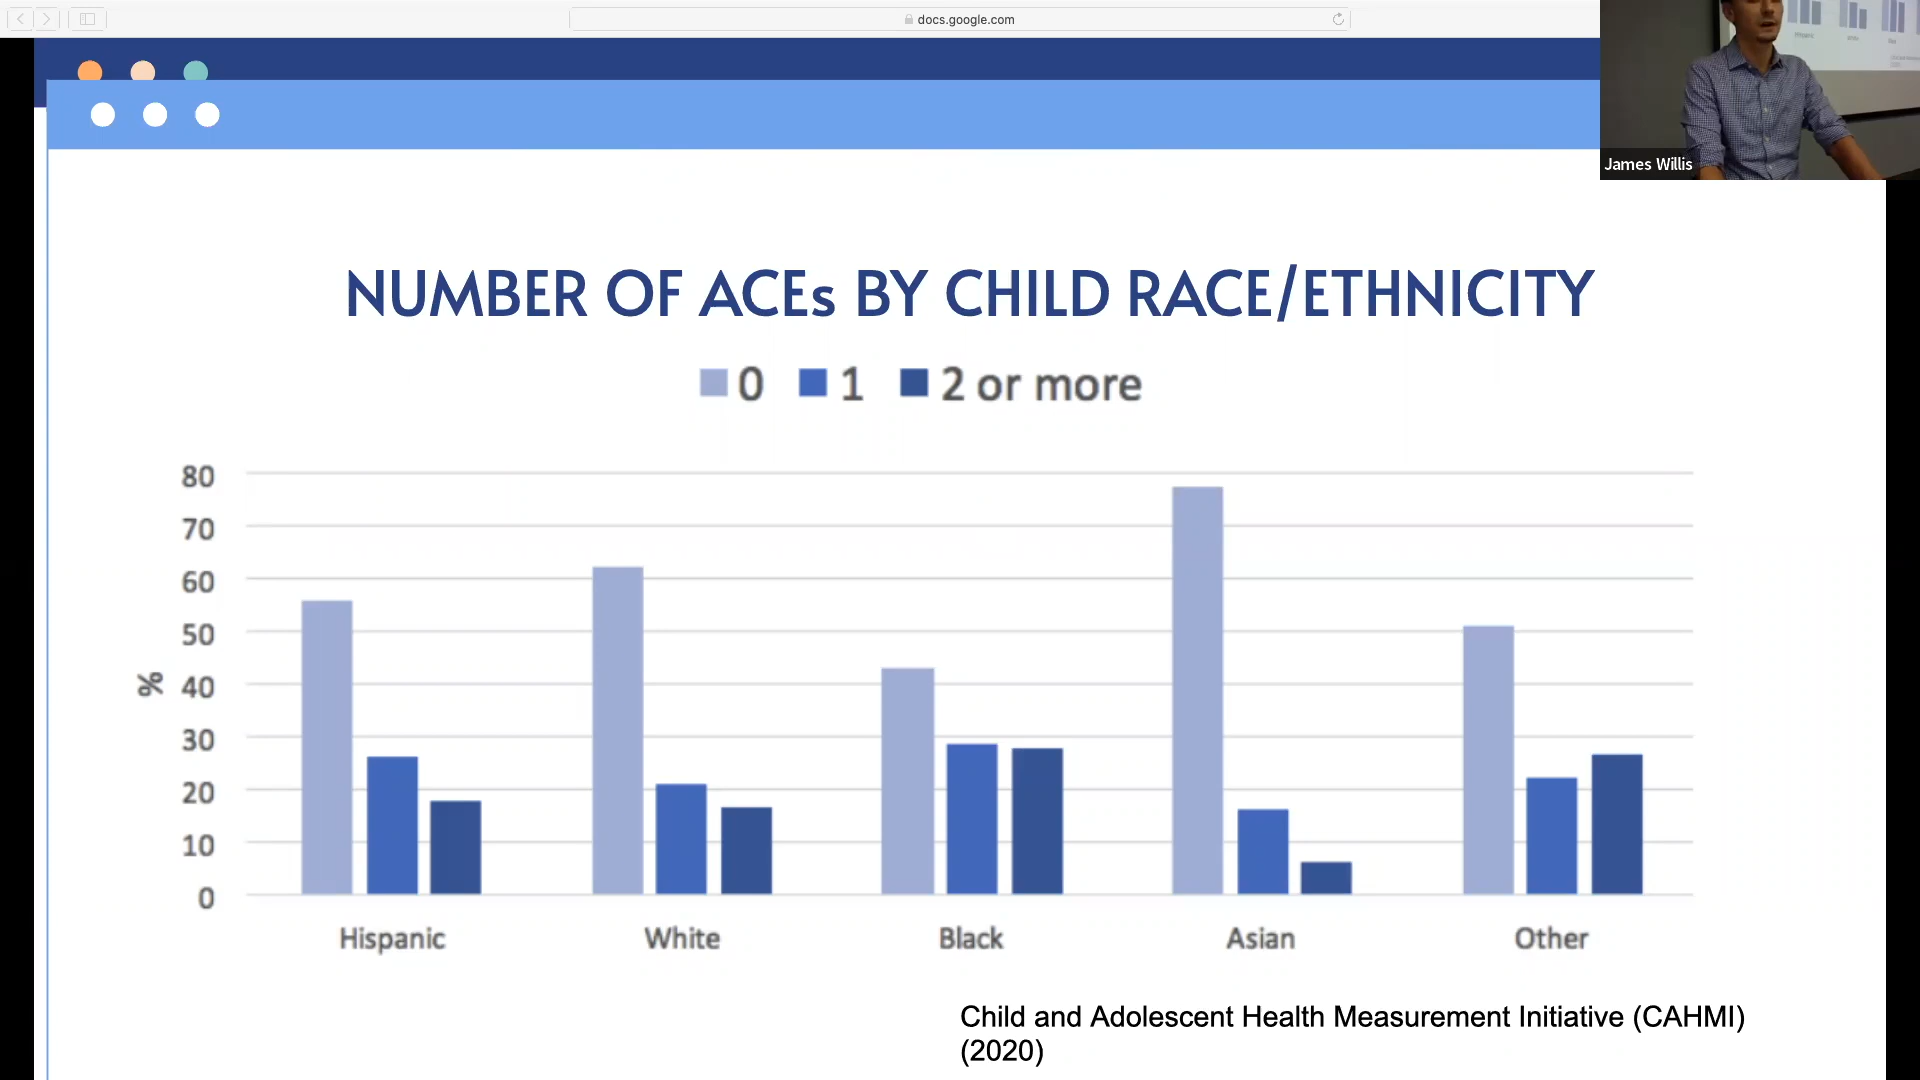 docs.google.com
James Willis
NUMBER OF ACEs BY CHILD RACE/ETHNICITY
0 1 2 or more
80
70
60
50
40
30
20
10
0
%
Hispanic White Black Asian Other
Child and Adolescent Health Measurement Initiative (CAHMI)
(2020)